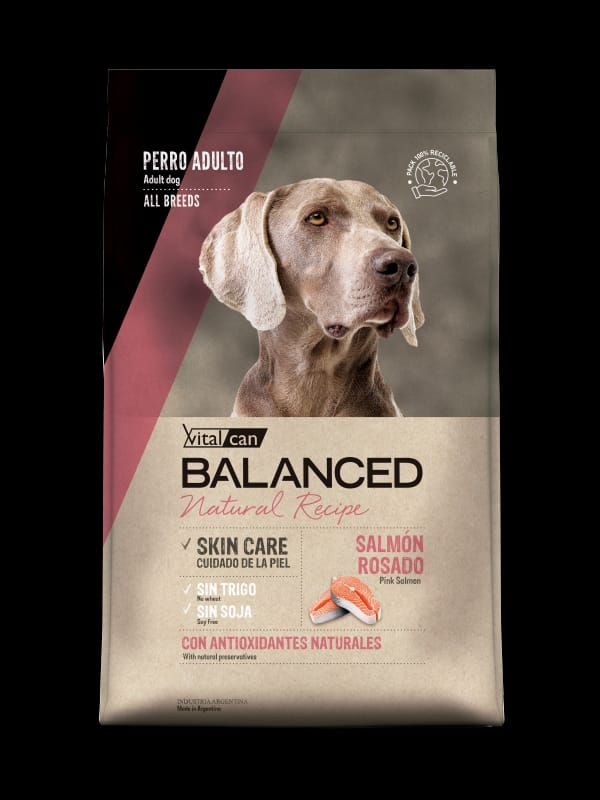 PERRO ADULTO
Adult dog
ALL BREEDS
• PACK 100% RECICLABLE •
Vital can
BALANCED
Natural Recipe
SKIN CARE
CUIDADO DE LA PIEL
SIN TRIGO
No wheat
SIN SOJA
Soy Free
SALMÓN
ROSADO
Pink Salmon
CON ANTIOXIDANTES NATURALES
With natural preservatives
INDUSTRIA ARGENTINA
Made in Argentina